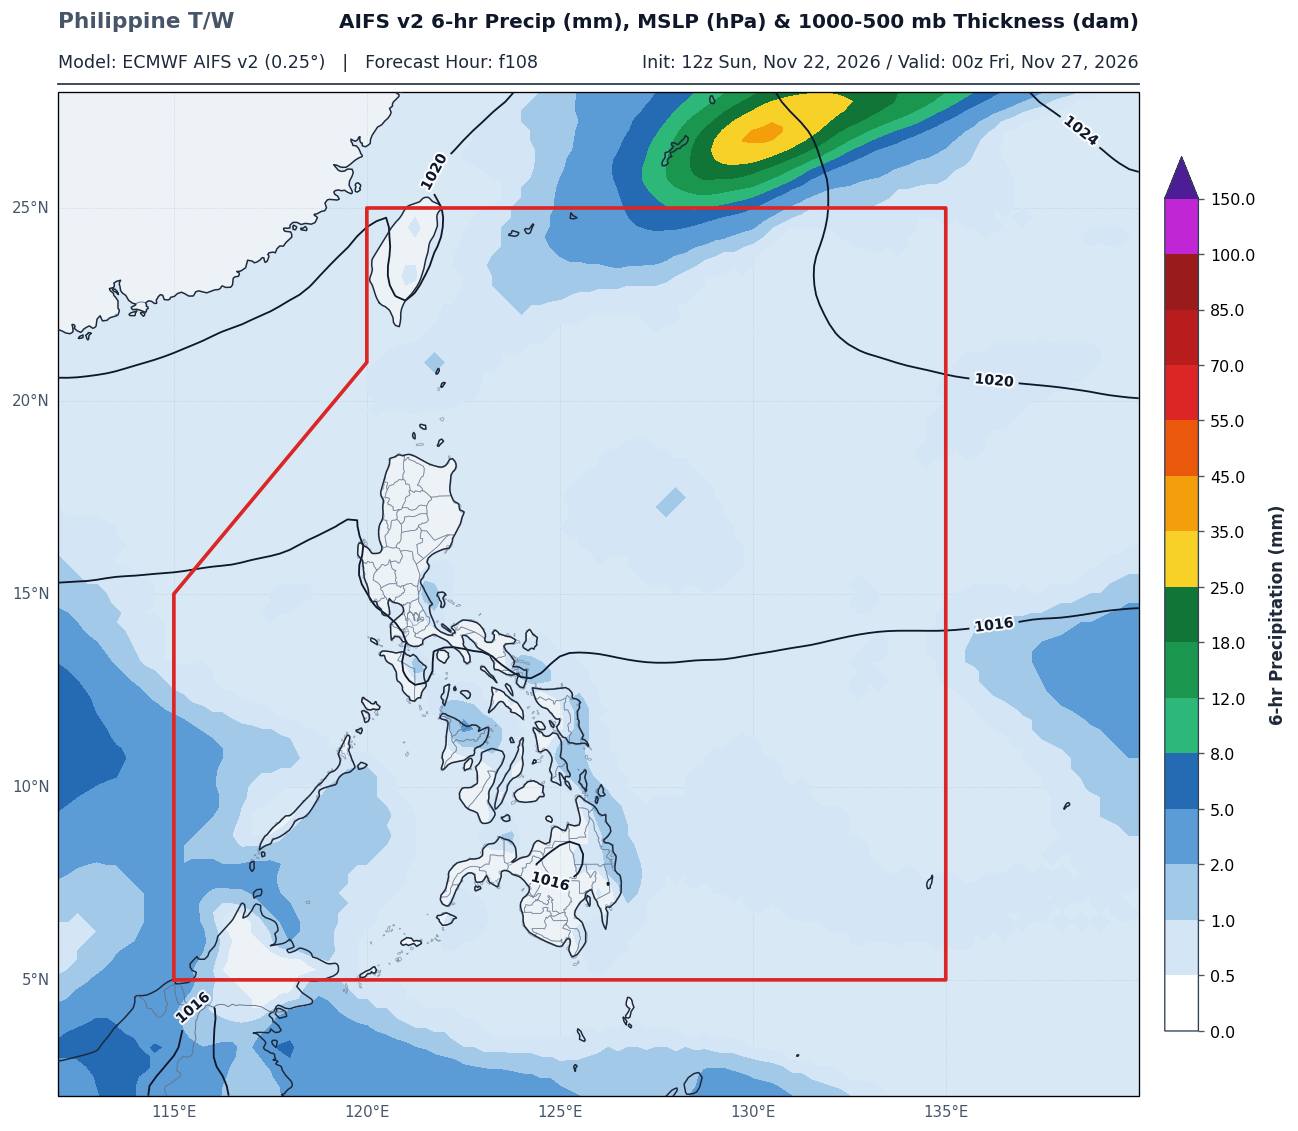 Philippine T/W
AIFS v2 6-hr Precip (mm), MSLP (hPa) & 1000-500 mb Thickness (dam)
Model: ECMWF AIFS v2 (0.25°) | Forecast Hour: f108
Init: 12z Sun, Nov 22, 2026 / Valid: 00z Fri, Nov 27, 2026
1024
1020
1020
1016
1016
1016
25°N
20°N
15°N
10°N
5°N
115°E
120°E
125°E
130°E
135°E
150.0
100.0
85.0
70.0
55.0
45.0
35.0
25.0
18.0
12.0
8.0
5.0
2.0
1.0
0.5
0.0
6-hr Precipitation (mm)